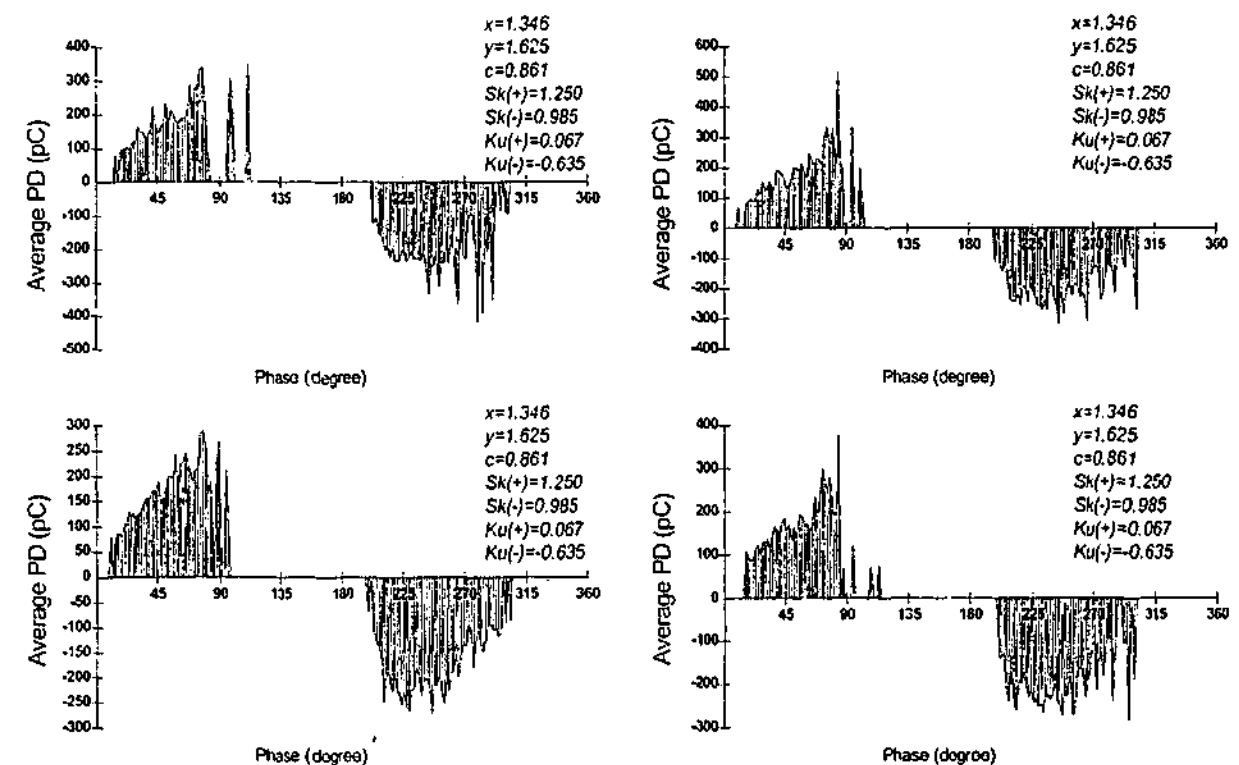 x=1.346
y=1.625
c=0.861
Sk(+)=1.250
Sk(-)=0.985
Ku(+)=0.067
Ku(-)=-0.635
400
300
200
100
0
-100
-200
-300
-400
-500
45 90 135 180 225 270 315 360
Average PD (pC)
Phase (degree)
x=1.346
y=1.625
c=0.861
Sk(+)=1.250
Sk(-)=0.985
Ku(+)=0.067
Ku(-)=-0.635
600
500
400
300
200
100
0
-100
-200
-300
-400
45 90 135 180 225 270 315 360
Average PD (pC)
Phase (degree)
x=1.346
y=1.625
c=0.861
Sk(+)=1.250
Sk(-)=0.985
Ku(+)=0.067
Ku(-)=-0.635
300
250
200
150
100
50
0
-50
-100
-150
-200
-250
-300
45 90 135 180 225 270 315 360
Average PD (pC)
Phase (degree)
x=1.346
y=1.625
c=0.861
Sk(+)=1.250
Sk(-)=0.985
Ku(+)=0.067
Ku(-)=-0.635
400
300
200
100
0
-100
-200
-300
45 90 135 180 225 270 315 360
Average PD (pC)
Phase (degree)